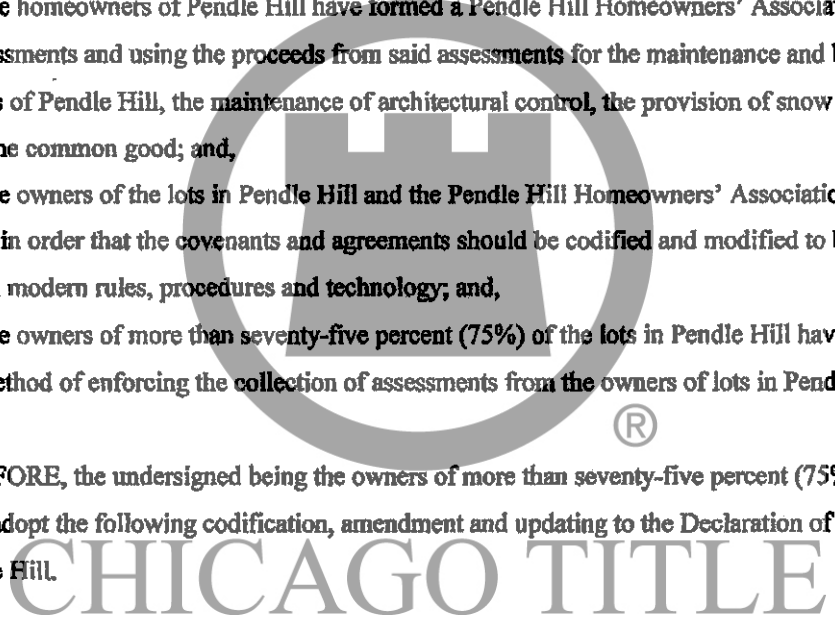 e homeowners of Pendle Hill have formed a Pendle Hill Homeowners' Associa
ssments and using the proceeds from said assessments for the maintenance and
s of Pendle Hill, the maintenance of architectural control, the provision of snow
he common good; and,
e owners of the lots in Pendle Hill and the Pendle Hill Homeowners' Associatio
in order that the covenants and agreements should be codified and modified to
modern rules, procedures and technology; and,
e owners of more than seventy-five percent (75%) of the lots in Pendle Hill hav
ethod of enforcing the collection of assessments from the owners of lots in Pend
®
FORE, the undersigned being the owners of more than seventy-five percent (75%
dopt the following codification, amendment and updating to the Declaration of
Hill.
CHICAGO TITLE